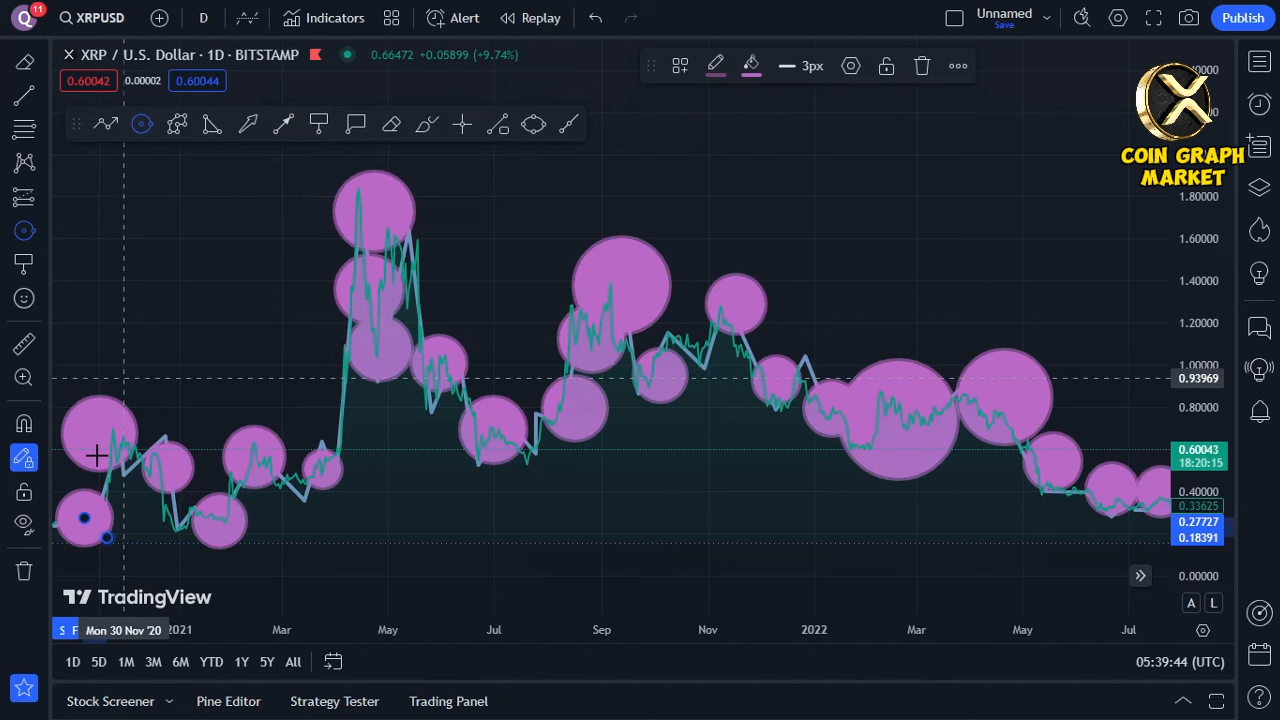 Q
11
XRPUSD
D
Indicators
Alert
Replay
Unnamed
Save
Publish
XRP / U.S. Dollar · 1D · BITSTAMP
0.66472 +0.05899 (+9.74%)
0.60042
0.00002
0.60044
3px
COIN GRAPH
MARKET
1.80000
1.60000
1.40000
1.20000
1.00000
0.93969
0.80000
0.60043
18:20:15
0.40000
0.33625
0.27727
0.18391
0.00000
TradingView
A
L
S F
Mon 30 Nov '20
2021
Mar
May
Jul
Sep
Nov
2022
Mar
May
Jul
1D 5D 1M 3M 6M YTD 1Y 5Y All
05:39:44 (UTC)
Stock Screener
Pine Editor
Strategy Tester
Trading Panel